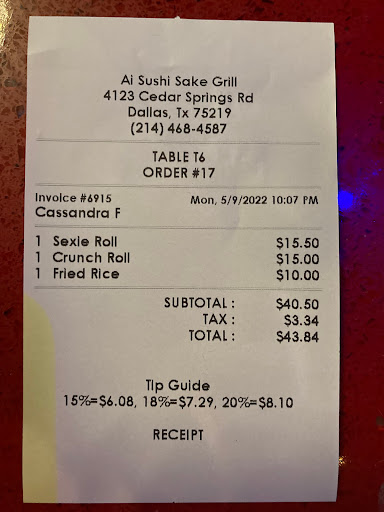 Ai Sushi Sake Grill
4123 Cedar Springs Rd
Dallas, Tx 75219
(214) 468-4587
TABLE T6
ORDER #17
Invoice #6915 Mon, 5/9/2022 10:07 PM
Cassandra F
1 Sexie Roll $15.50
1 Crunch Roll $15.00
1 Fried Rice $10.00
SUBTOTAL : $40.50
TAX : $3.34
TOTAL : $43.84
Tip Guide
15%=$6.08, 18%=$7.29, 20%=$8.10
RECEIPT